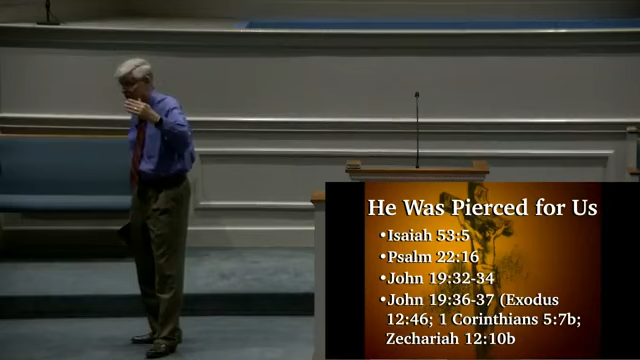 He Was Pierced for Us
•Isaiah 53:5
•Psalm 22:16
•John 19:32-34
•John 19:36-37 (Exodus
12:46; 1 Corinthians 5:7b;
Zechariah 12:10b